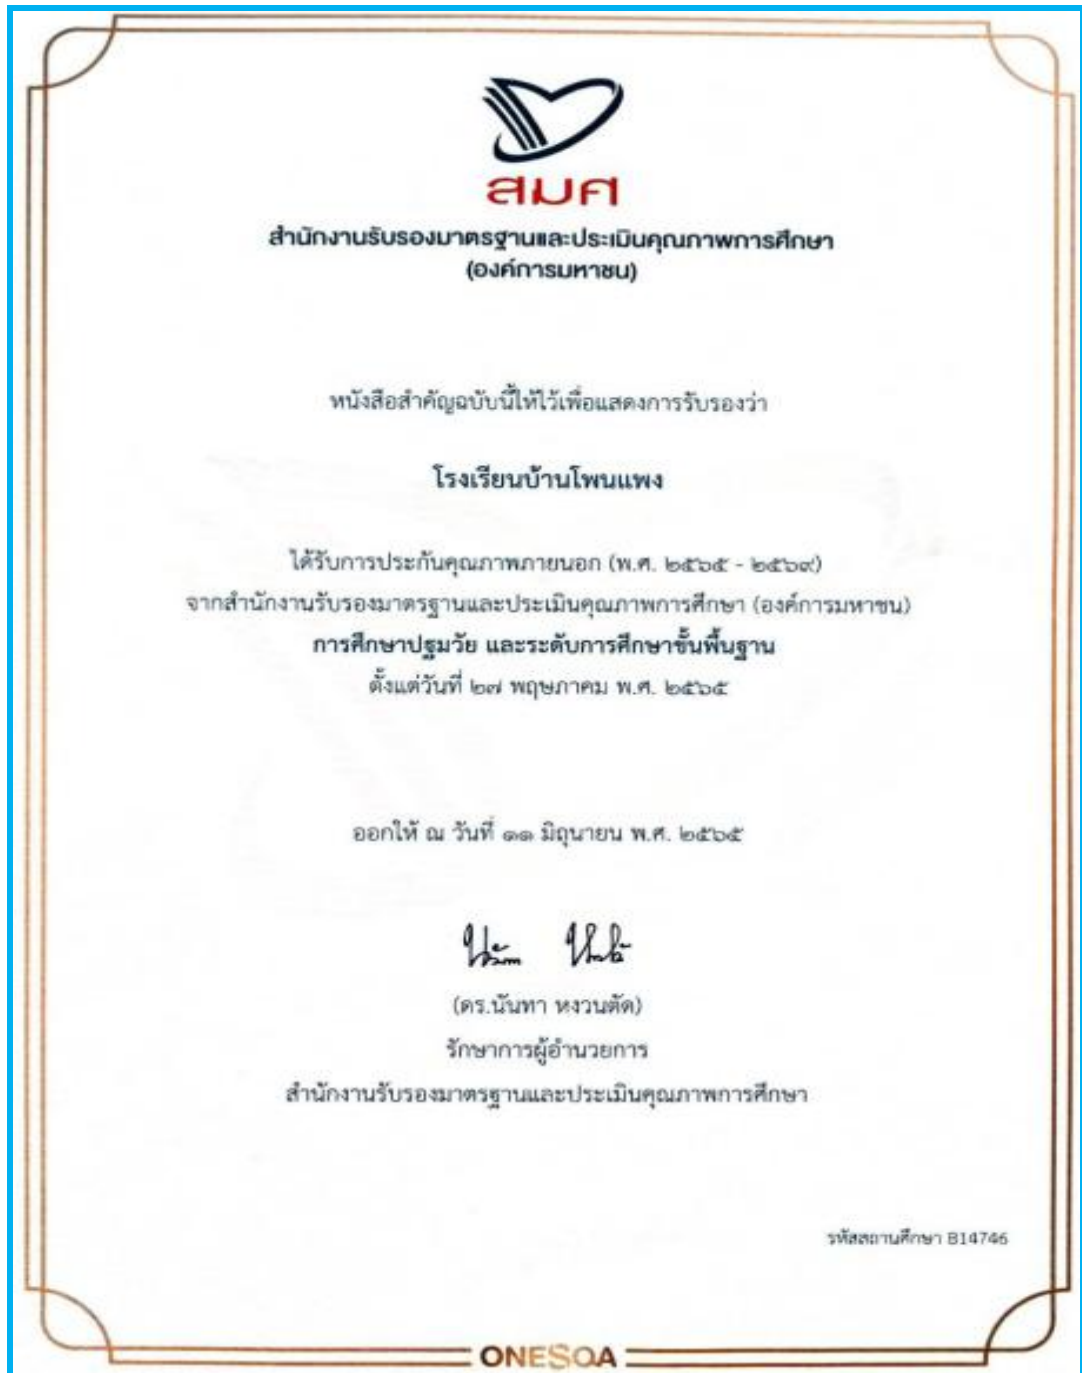 สมศ
สำนักงานรับรองมาตรฐานและประเมินคุณภาพการศึกษา
(องค์การมหาชน)
หนังสือสำคัญฉบับนี้ให้ไว้เพื่อแสดงการรับรองว่า
โรงเรียนบ้านโพนแพง
ได้รับการประกันคุณภาพภายนอก (พ.ศ. ๒๕๖๕ - ๒๕๖๙)
จากสำนักงานรับรองมาตรฐานและประเมินคุณภาพการศึกษา (องค์การมหาชน)
การศึกษาปฐมวัย และระดับการศึกษาขั้นพื้นฐาน
ตั้งแต่วันที่ ๒๗ พฤษภาคม พ.ศ. ๒๕๖๕
ออกให้ ณ วันที่ ๑๑ มิถุนายน พ.ศ. ๒๕๖๕
(ดร.นันทา หงวนตัด)
รักษาการผู้อำนวยการ
สำนักงานรับรองมาตรฐานและประเมินคุณภาพการศึกษา
รหัสสถานศึกษา B14746
ONESQA